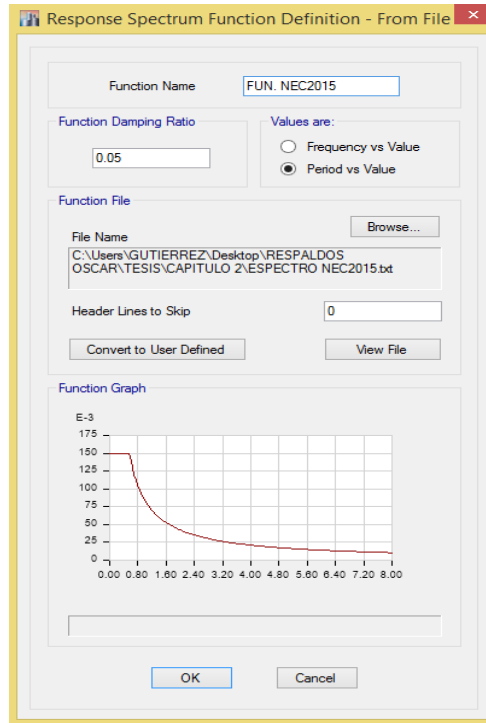 Response Spectrum Function Definition - From File
Function Name
FUN. NEC2015
Function Damping Ratio
0.05
Values are:
Frequency vs Value
Period vs Value
Function File
Browse...
File Name
C:\Users\GUTIERREZ\Desktop\RESPALDOS
OSCAR\TESIS\CAPITULO 2\ESPECTRO NEC2015.txt
Header Lines to Skip
0
Convert to User Defined
View File
Function Graph
E-3
175
150
125
100
75
50
25
0
0.00 0.80 1.60 2.40 3.20 4.00 4.80 5.60 6.40 7.20 8.00
OK
Cancel